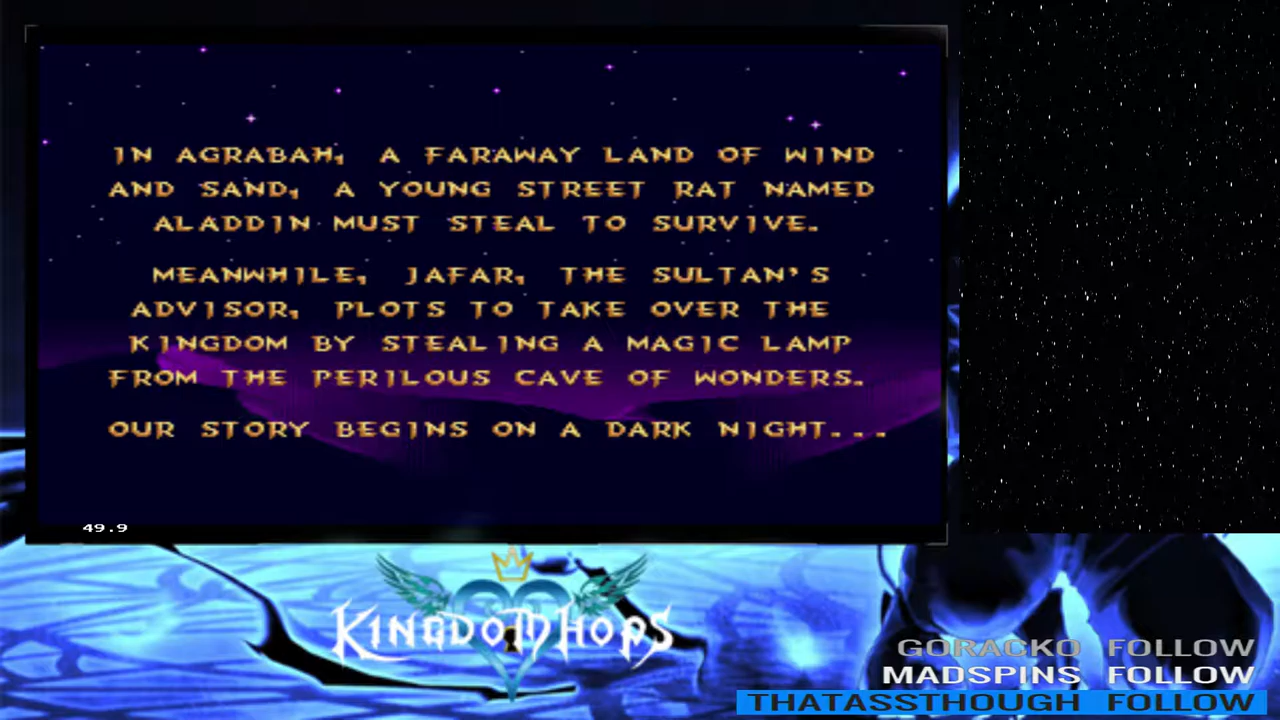 IN AGRABAH, A FARAWAY LAND OF WIND
AND SAND, A YOUNG STREET RAT NAMED
ALADDIN MUST STEAL TO SURVIVE.
MEANWHILE, JAFAR, THE SULTAN'S
ADVISOR, PLOTS TO TAKE OVER THE
KINGDOM BY STEALING A MAGIC LAMP
FROM THE PERILOUS CAVE OF WONDERS.
OUR STORY BEGINS ON A DARK NIGHT...
49.9
KINGDOM HOPS
GORACKO FOLLOW
MADSPINS FOLLOW
THATASSTHOUGH FOLLOW